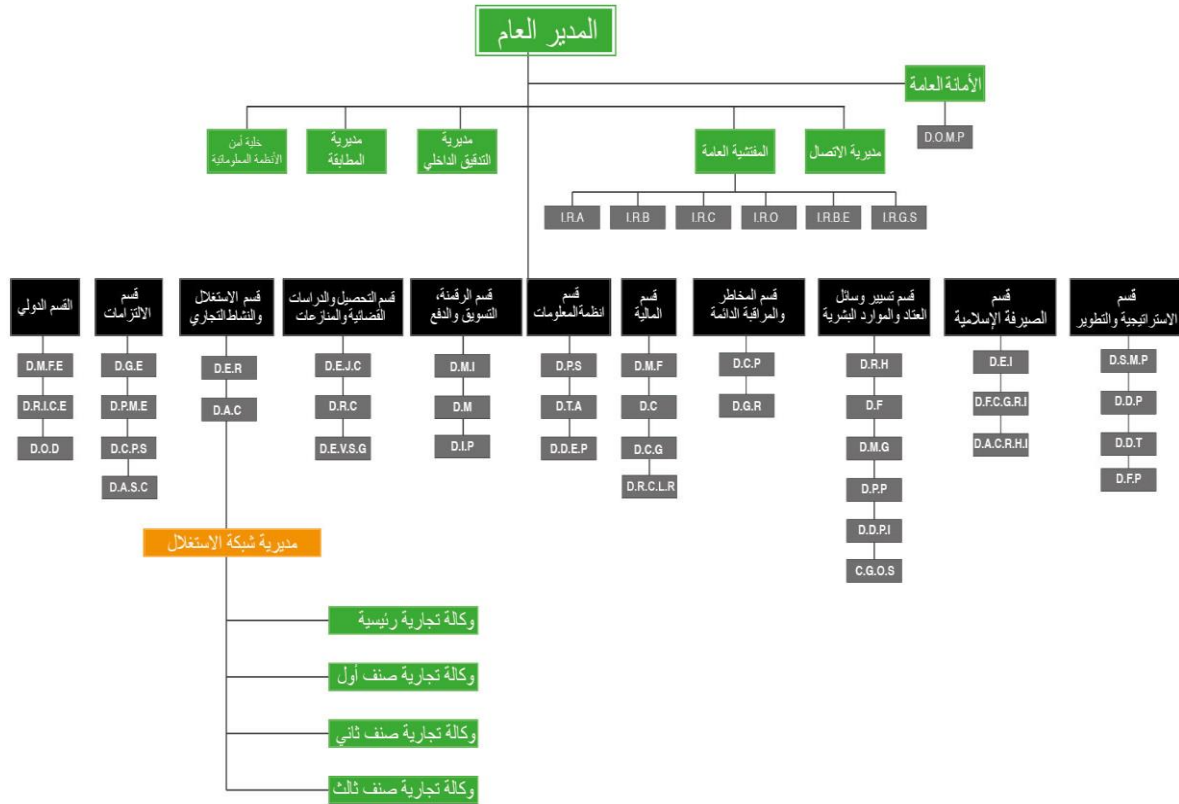 المدير العام
الأمانة العامة
D.O.M.P
مديرية الاتصال
المفتشية العامة
مديرية
التدقيق الداخلي
مديرية
المطابقة
خلية أمن
الأنظمة المعلوماتية
I.R.A
I.R.B
I.R.C
I.R.O
I.R.B.E
I.R.G.S
قسم
الاستراتيجية والتطوير
D.S.M.P
D.D.P
D.D.T
D.F.P
قسم
الصيرفة الإسلامية
D.E.I
D.F.C.G.R.I
D.A.C.R.H.I
قسم تسيير وسائل
العتاد والموارد البشرية
D.R.H
D.F
D.M.G
D.P.P
D.D.P.I
C.G.O.S
قسم المخاطر
والمراقبة الدائمة
D.C.P
D.G.R
قسم
المالية
D.M.F
D.C
D.C.G
D.R.C.L.R
قسم
انظمة المعلومات
D.P.S
D.T.A
D.D.E.P
قسم الرقمنة،
التسويق والدفع
D.M.I
D.M
D.I.P
قسم التحصيل والدراسات
القضائية والمنازعات
D.E.J.C
D.R.C
D.E.V.S.G
قسم الاستغلال
والنشاط التجاري
D.E.R
D.A.C
قسم
الالتزامات
D.G.E
D.P.M.E
D.C.P.S
D.A.S.C
القسم الدولي
D.M.F.E
D.R.I.C.E
D.O.D
مديرية شبكة الاستغلال
وكالة تجارية رئيسية
وكالة تجارية صنف أول
وكالة تجارية صنف ثاني
وكالة تجارية صنف ثالث